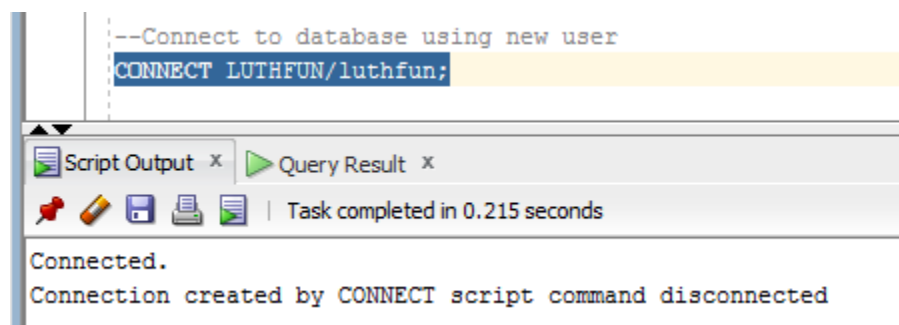 --Connect to database using new user
CONNECT LUTHFUN/luthfun;
Script Output x Query Result x
Task completed in 0.215 seconds
Connected.
Connection created by CONNECT script command disconnected